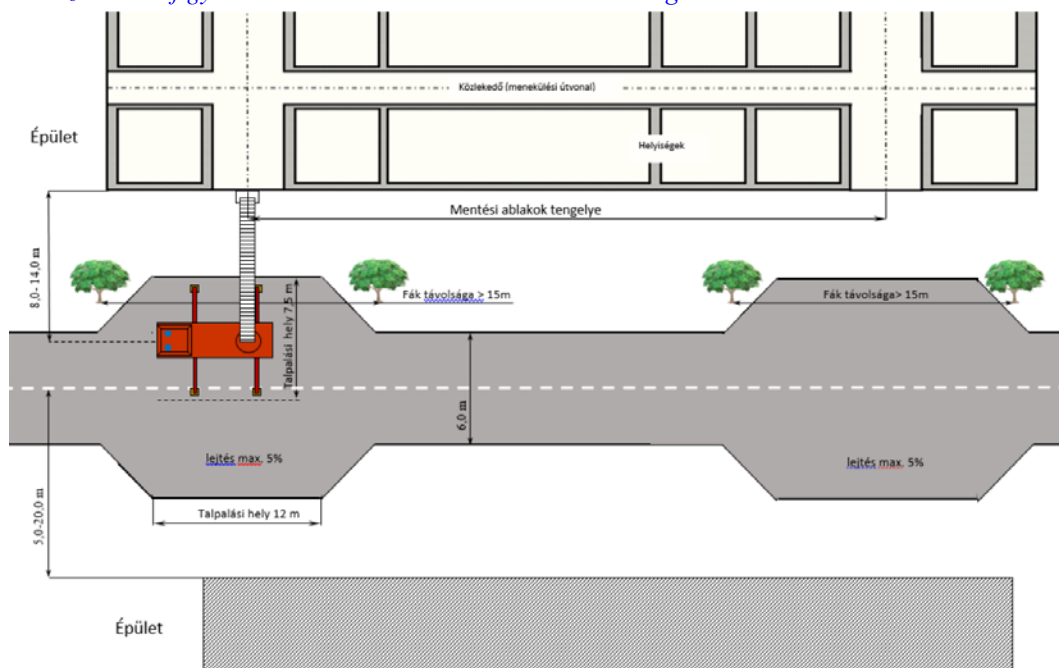 Közlekedő (menekülési útvonal)
Épület
Helyiségek
Mentési ablakok tengelye
8,0- 14,0 m
Talpalási hely 7,5 m
Fák távolsága > 15m
Fák távolsága> 15m
6,0 m
lejtés max. 5%
lejtés max. 5%
Talpalási hely 12 m
5,0-20,0 m
Épület